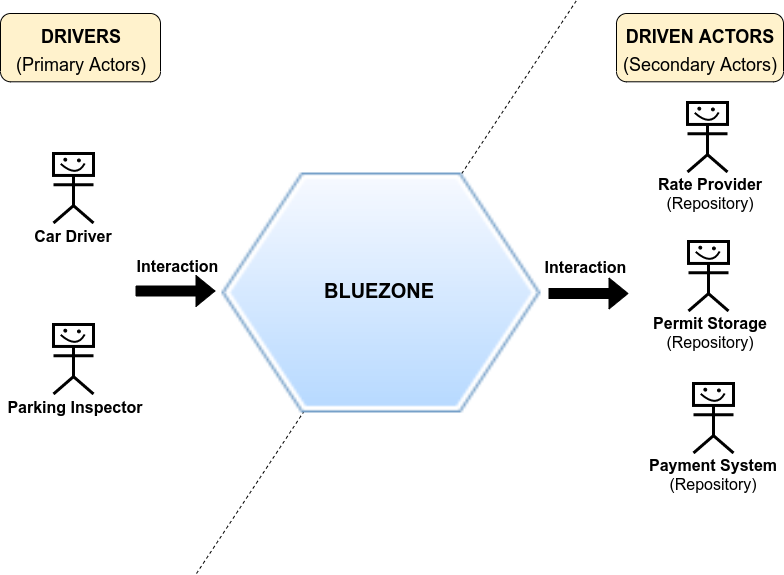 DRIVERS
(Primary Actors)
DRIVEN ACTORS
(Secondary Actors)
Car Driver
Parking Inspector
Interaction
BLUEZONE
Interaction
Rate Provider
(Repository)
Permit Storage
(Repository)
Payment System
(Repository)